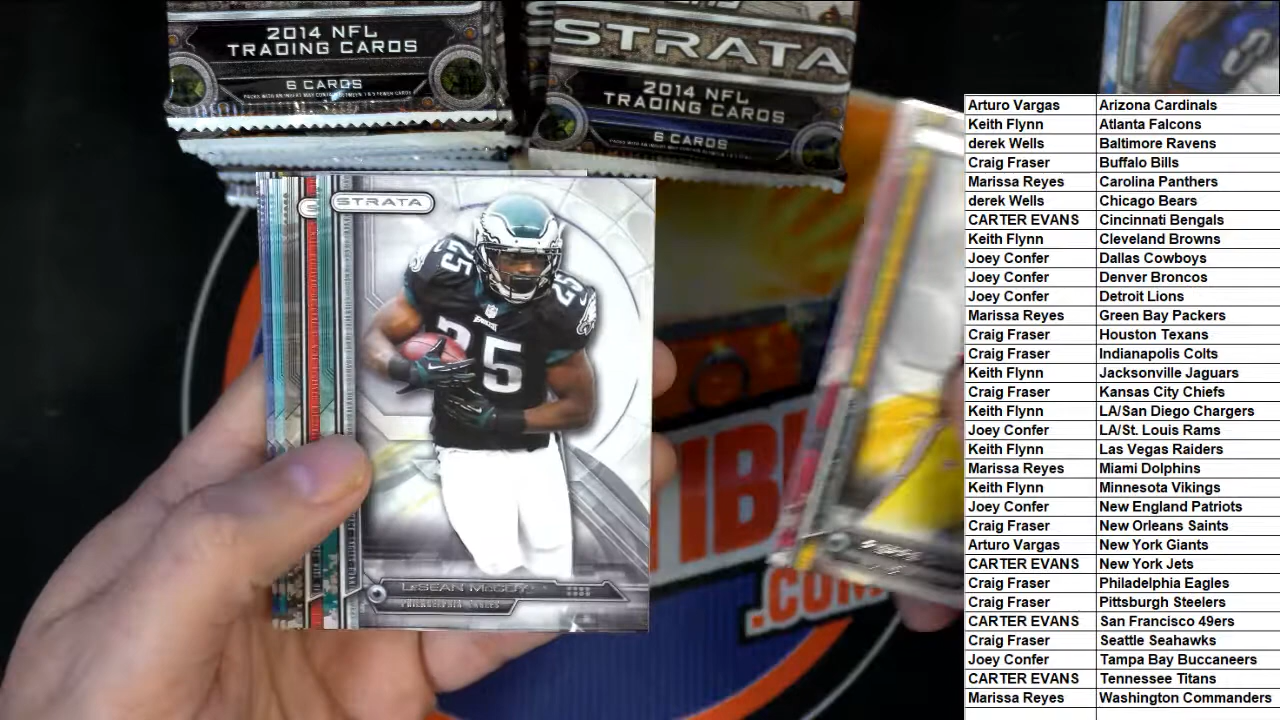 2014 NFL
TRADING CARDS
6 CARDS
STRATA
2014 NFL
TRADING CARDS
6 CARDS
STRATA
25
25
25
EAGLES
LeSEAN McCOY
PHILADELPHIA EAGLES
TIB
.COM
Arturo Vargas Arizona Cardinals
Keith Flynn Atlanta Falcons
derek Wells Baltimore Ravens
Craig Fraser Buffalo Bills
Marissa Reyes Carolina Panthers
derek Wells Chicago Bears
CARTER EVANS Cincinnati Bengals
Keith Flynn Cleveland Browns
Joey Confer Dallas Cowboys
Joey Confer Denver Broncos
Joey Confer Detroit Lions
Marissa Reyes Green Bay Packers
Craig Fraser Houston Texans
Craig Fraser Indianapolis Colts
Keith Flynn Jacksonville Jaguars
Craig Fraser Kansas City Chiefs
Keith Flynn LA/San Diego Chargers
Joey Confer LA/St. Louis Rams
Keith Flynn Las Vegas Raiders
Marissa Reyes Miami Dolphins
Keith Flynn Minnesota Vikings
Joey Confer New England Patriots
Craig Fraser New Orleans Saints
Arturo Vargas New York Giants
CARTER EVANS New York Jets
Craig Fraser Philadelphia Eagles
Craig Fraser Pittsburgh Steelers
CARTER EVANS San Francisco 49ers
Craig Fraser Seattle Seahawks
Joey Confer Tampa Bay Buccaneers
CARTER EVANS Tennessee Titans
Marissa Reyes Washington Commanders